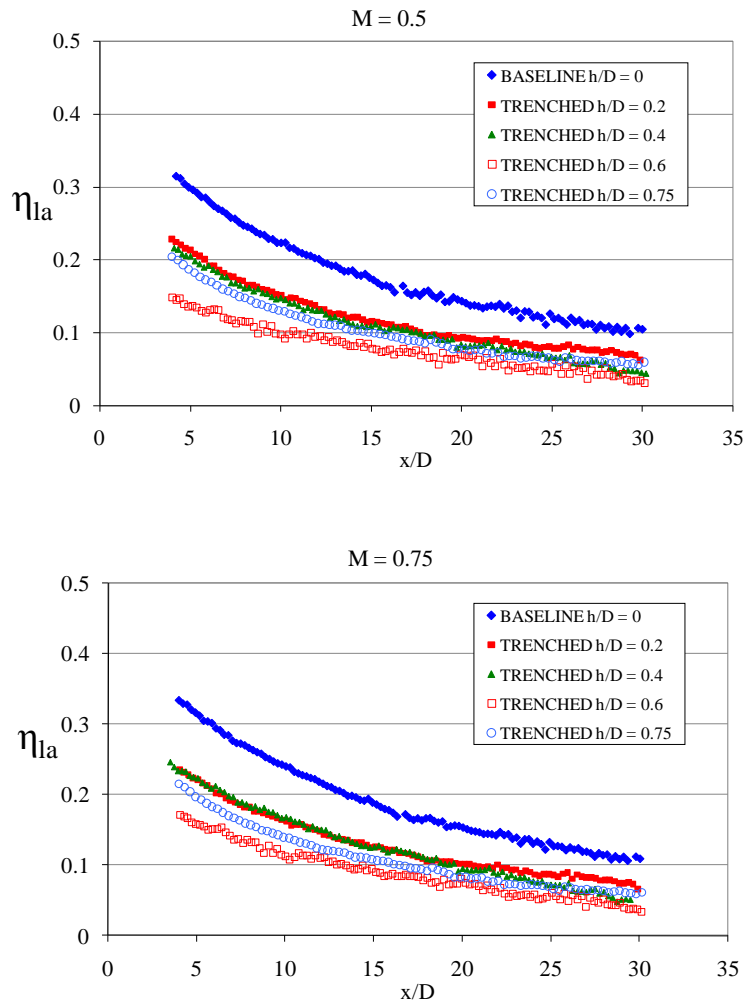 M = 0.5
0.5
0.4
0.3
0.2
0.1
0
ηla
BASELINE h/D = 0
TRENCHED h/D = 0.2
TRENCHED h/D = 0.4
TRENCHED h/D = 0.6
TRENCHED h/D = 0.75
0 5 10 15 20 25 30 35
x/D
M = 0.75
0.5
0.4
0.3
0.2
0.1
0
ηla
BASELINE h/D = 0
TRENCHED h/D = 0.2
TRENCHED h/D = 0.4
TRENCHED h/D = 0.6
TRENCHED h/D = 0.75
0 5 10 15 20 25 30 35
x/D